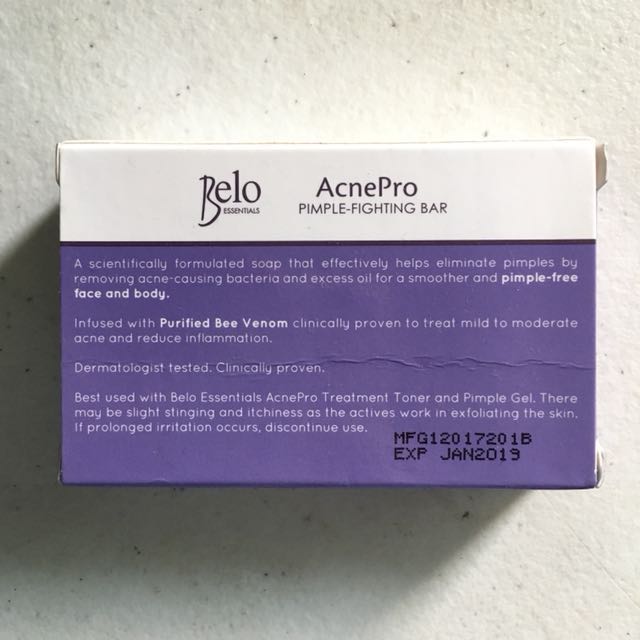 Belo
ESSENTIALS
AcnePro
PIMPLE-FIGHTING BAR
A scientifically formulated soap that effectively helps eliminate pimples by
removing acne-causing bacteria and excess oil for a smoother and pimple-free
face and body.
Infused with Purified Bee Venom clinically proven to treat mild to moderate
acne and reduce inflammation.
Dermatologist tested. Clinically proven.
Best used with Belo Essentials AcnePro Treatment Toner and Pimple Gel. There
may be slight stinging and itchiness as the actives work in exfoliating the skin.
If prolonged irritation occurs, discontinue use.
MFG12017201B
EXP JAN2019